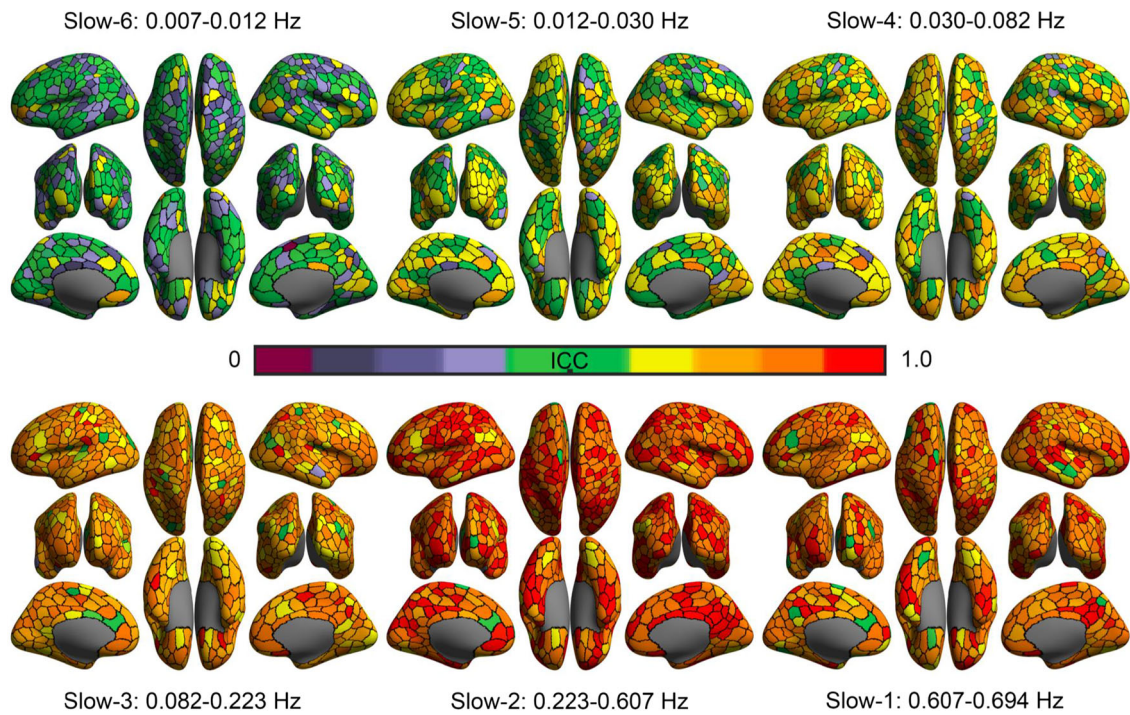 Slow-6: 0.007-0.012 Hz
Slow-5: 0.012-0.030 Hz
Slow-4: 0.030-0.082 Hz
0 ICC 1.0
Slow-3: 0.082-0.223 Hz
Slow-2: 0.223-0.607 Hz
Slow-1: 0.607-0.694 Hz